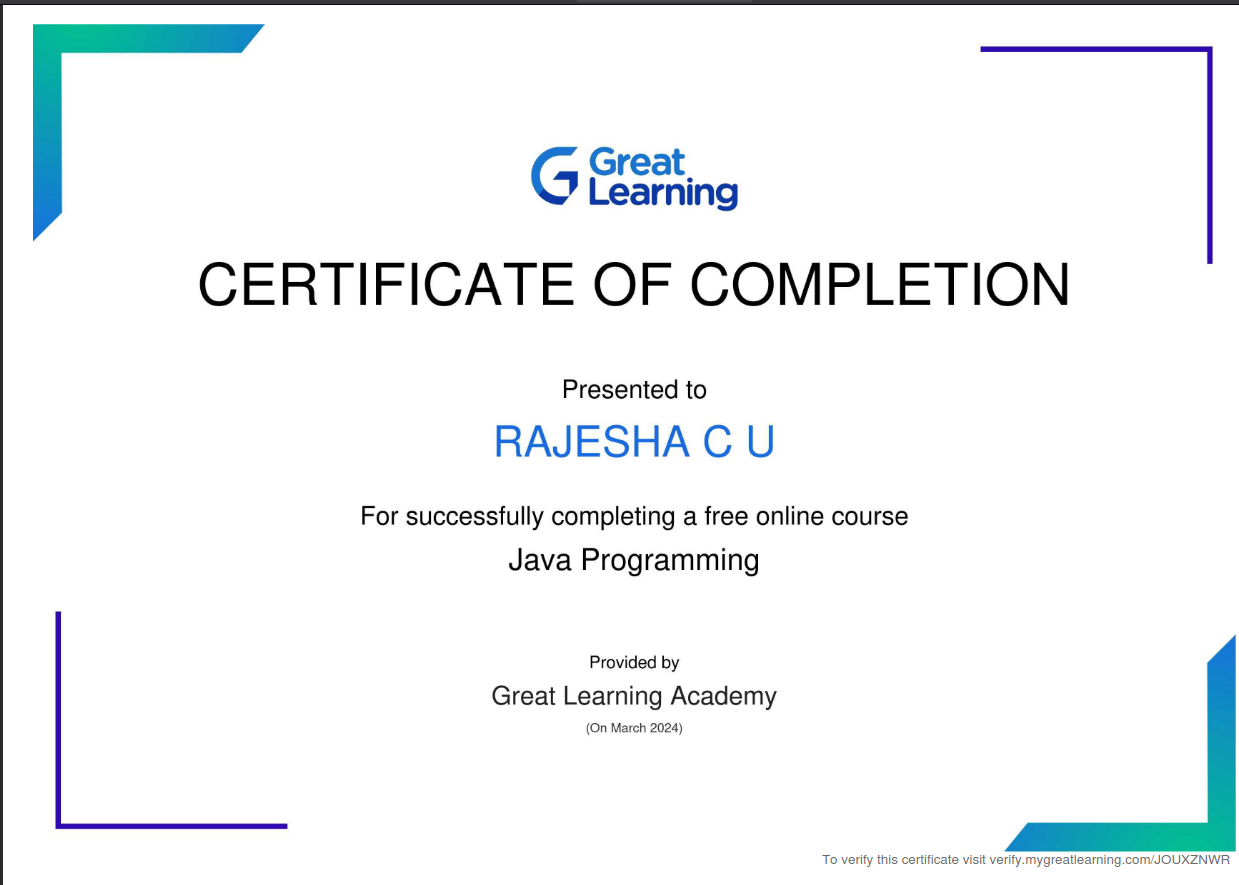 Great
Learning
CERTIFICATE OF COMPLETION
Presented to
RAJESHA C U
For successfully completing a free online course
Java Programming
Provided by
Great Learning Academy
(On March 2024)
To verify this certificate visit verify.mygreatlearning.com/JOUXZNWR